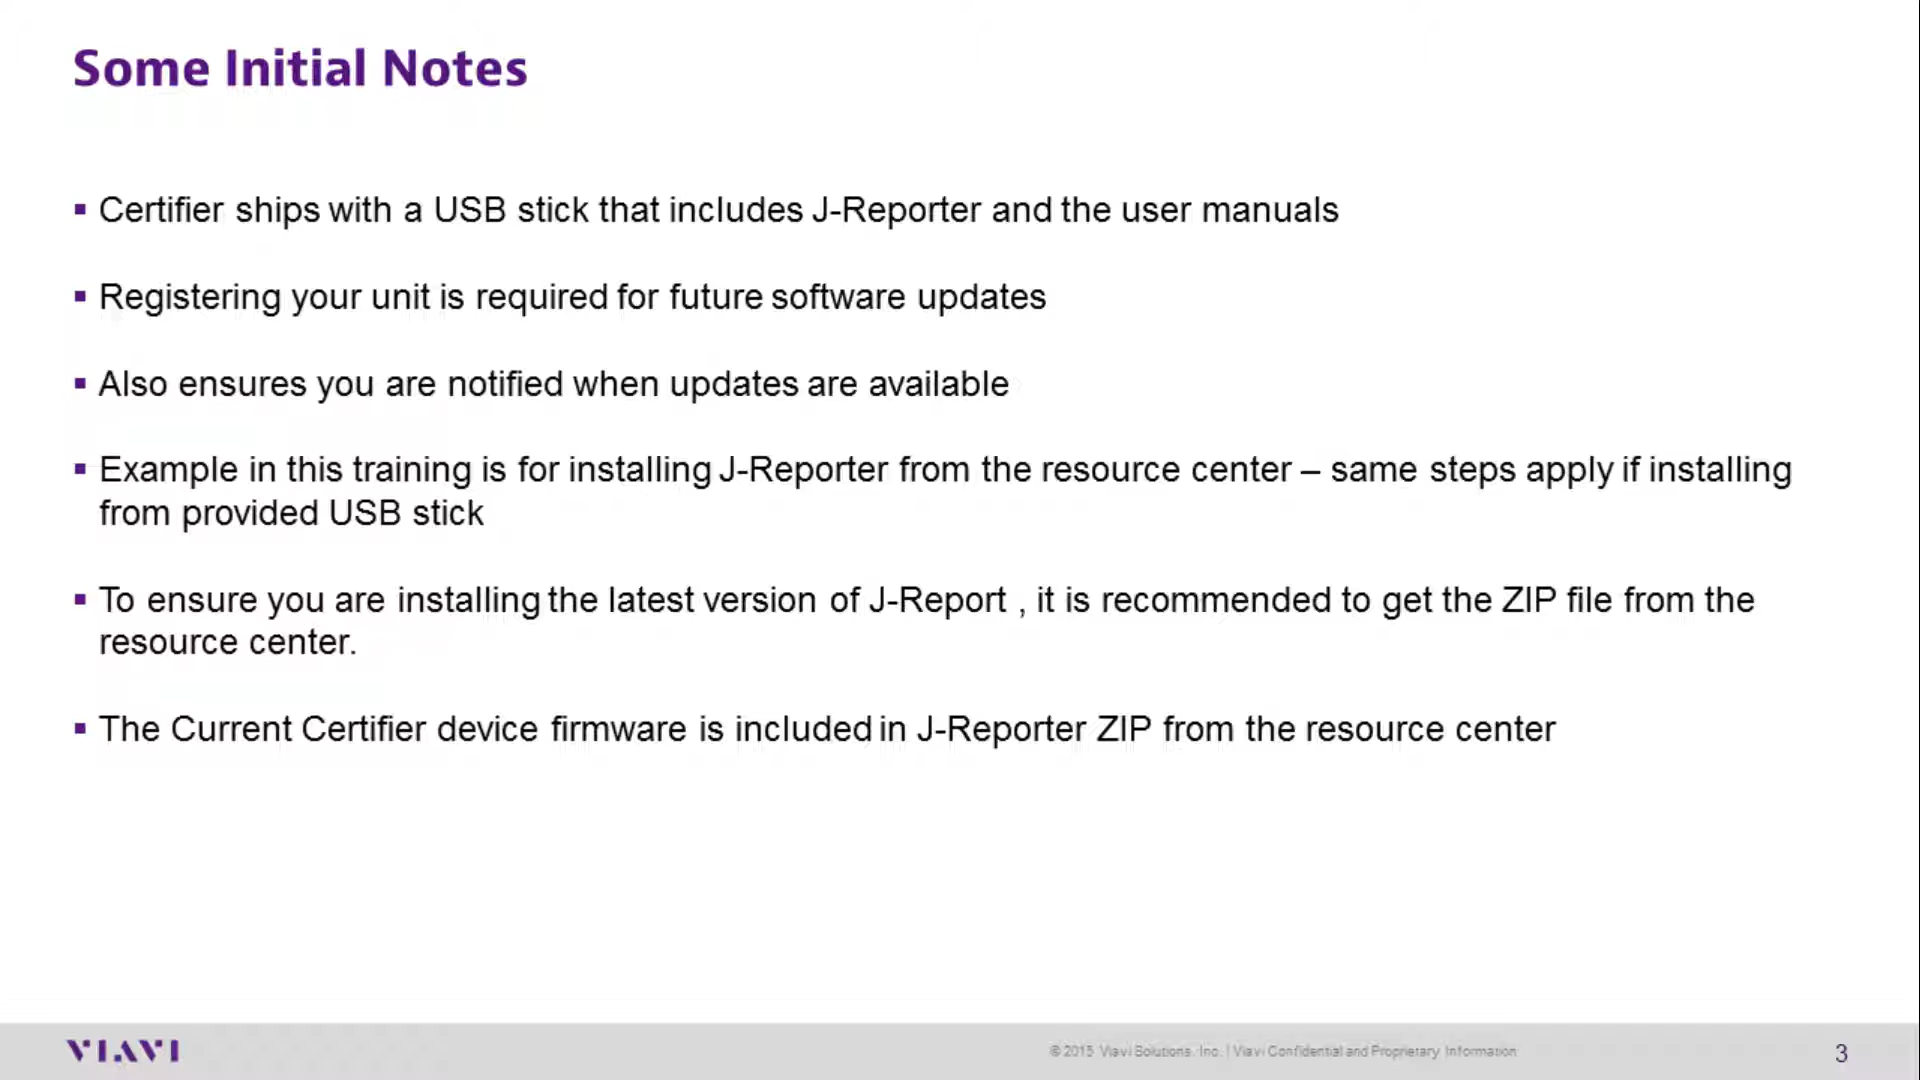 Some Initial Notes
▪ Certifier ships with a USB stick that includes J-Reporter and the user manuals
▪ Registering your unit is required for future software updates
▪ Also ensures you are notified when updates are available
▪ Example in this training is for installing J-Reporter from the resource center – same steps apply if installing
from provided USB stick
▪ To ensure you are installing the latest version of J-Report , it is recommended to get the ZIP file from the
resource center.
▪ The Current Certifier device firmware is included in J-Reporter ZIP from the resource center
VIAVI
© 2015 Viavi Solutions, Inc. | Viavi Confidential and Proprietary Information
3